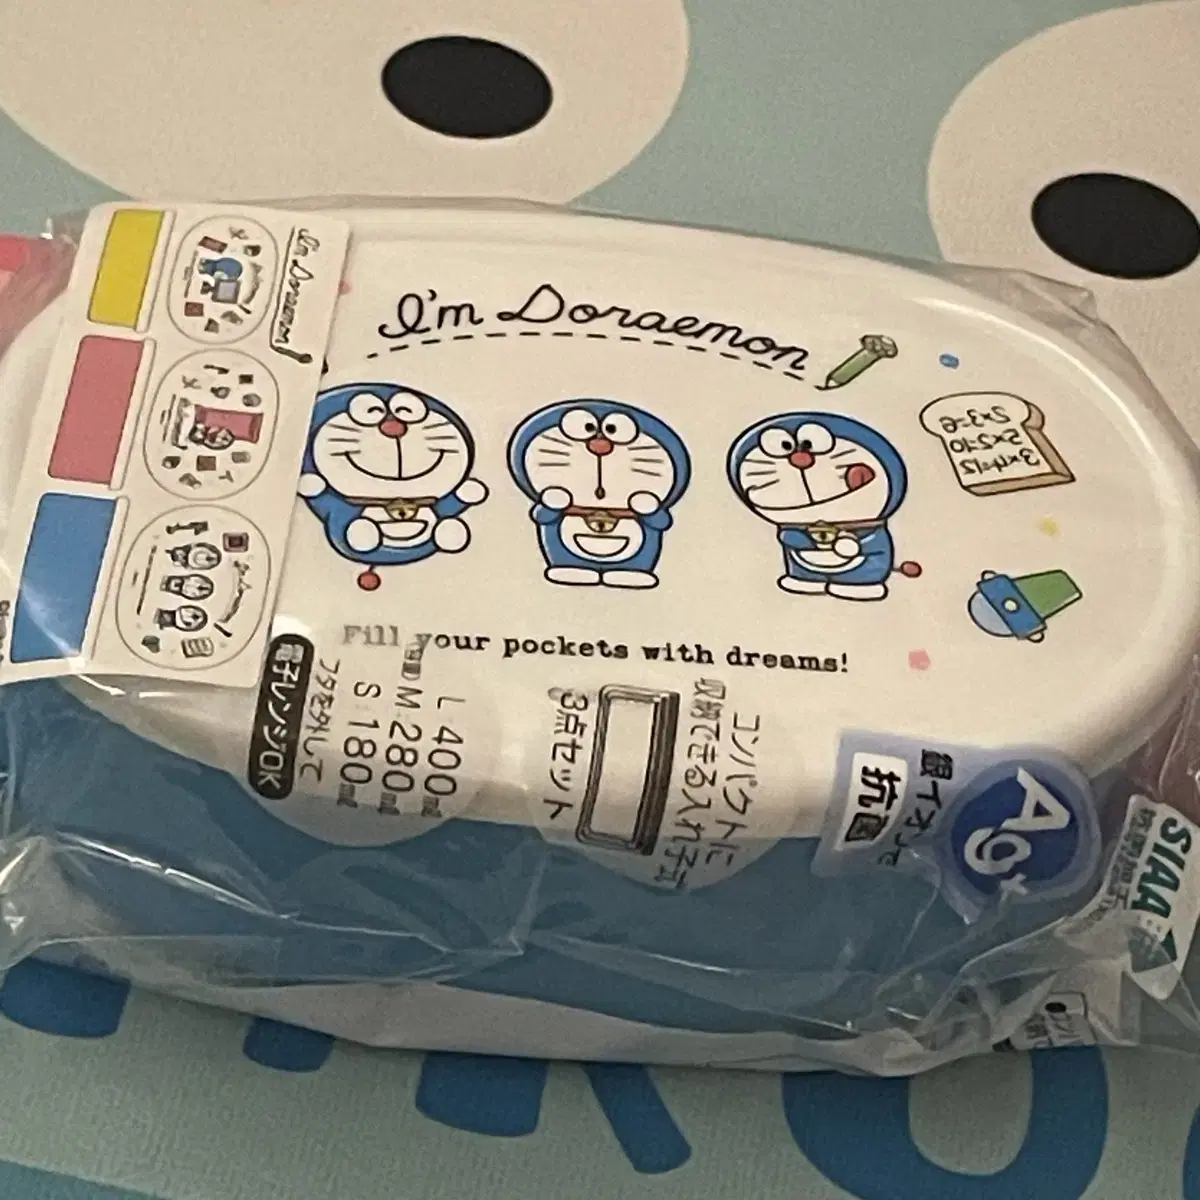 I'm Doraemon
I'm Doraemon
5×3=6
2×5=10
3×4=12
Fill your pockets with dreams!
L 400ml
M 280ml
S 180ml
フタをはずして
電子レンジOK
コンパクトに
収納できる入れ子式
3点セット
Ag+
銀イオンで
抗菌
SIAA